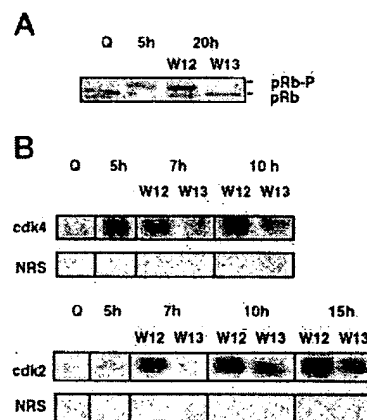 A
Q 5h 20h
W12 W13
pRb-P
pRb
B
Q 5h 7h 10 h
W12 W13 W12 W13
cdk4
NRS
Q 5h 7h 10h 15h
W12 W13 W12 W13 W12 W13
cdk2
NRS